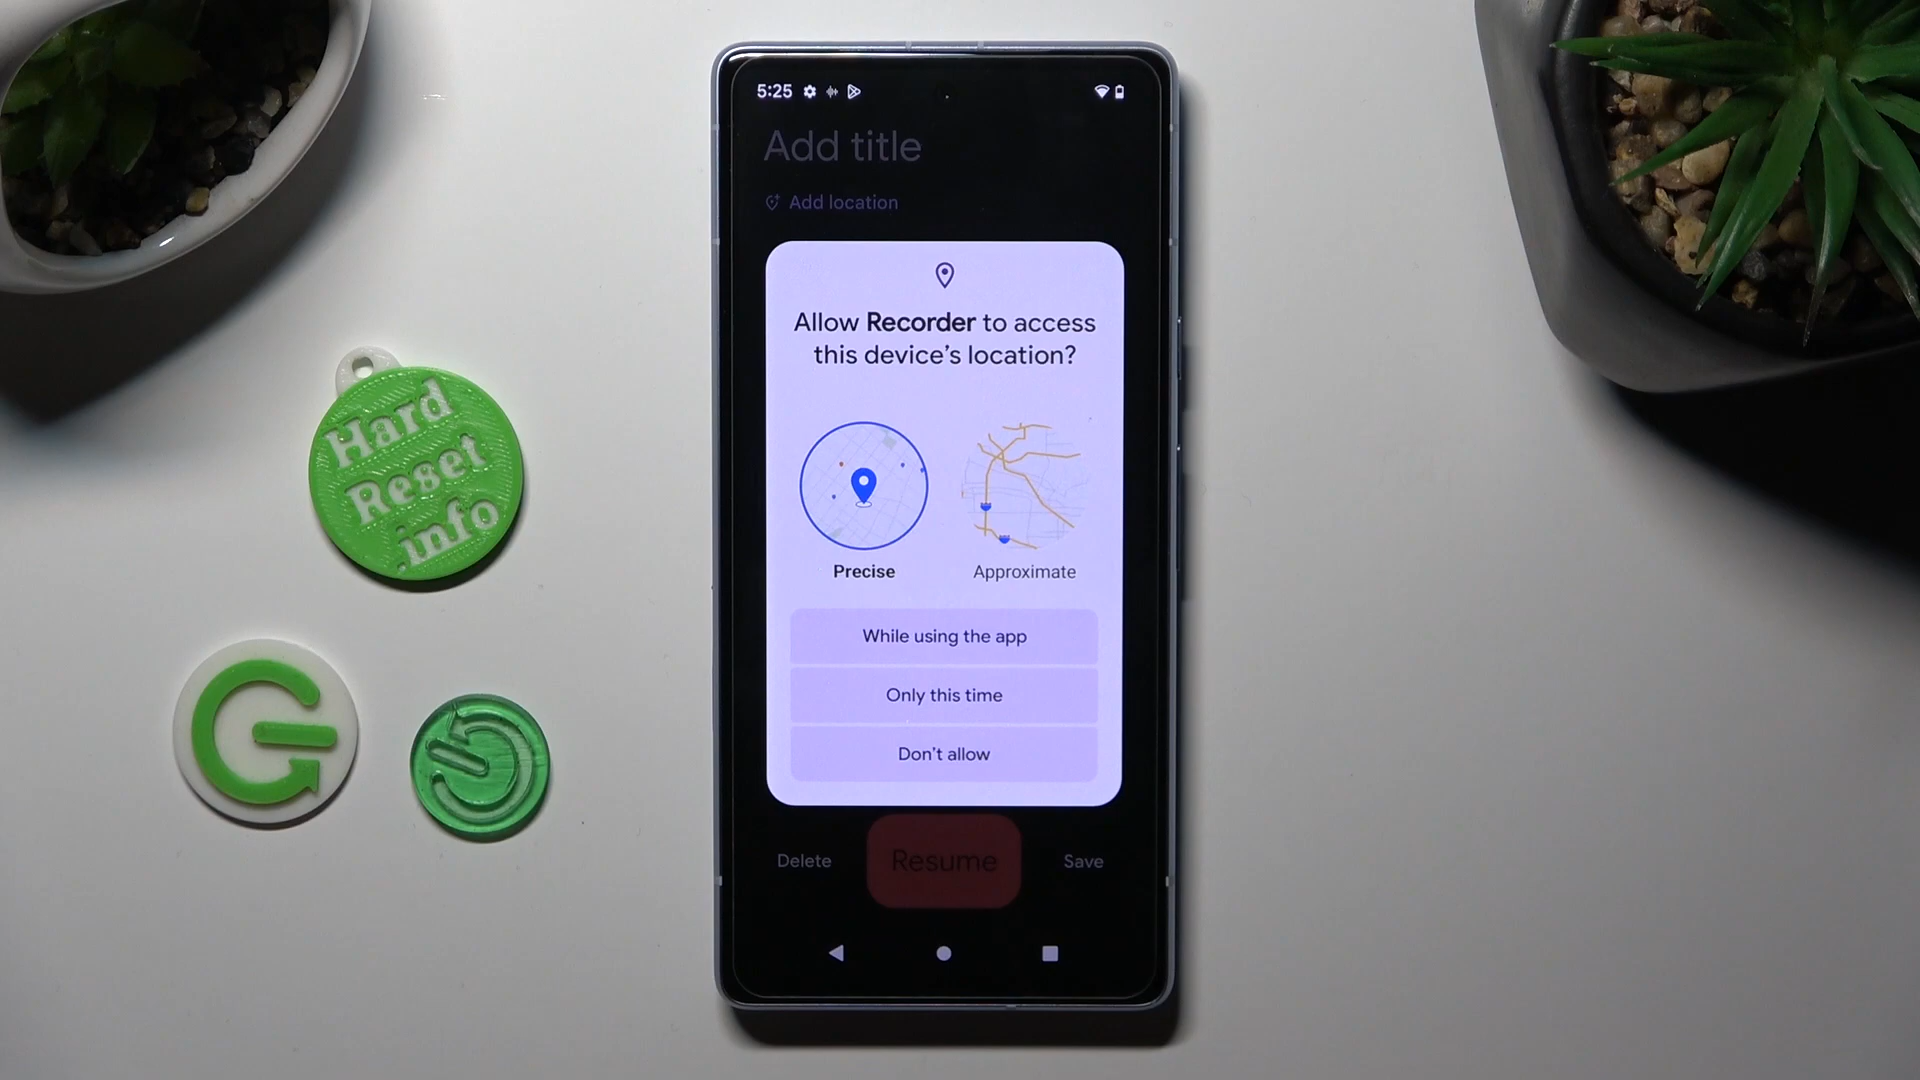 5:25
Add title
Add location
Allow Recorder to access
this device’s location?
Precise
Approximate
While using the app
Only this time
Don’t allow
Delete
Resume
Save
Hard
Reset
.info